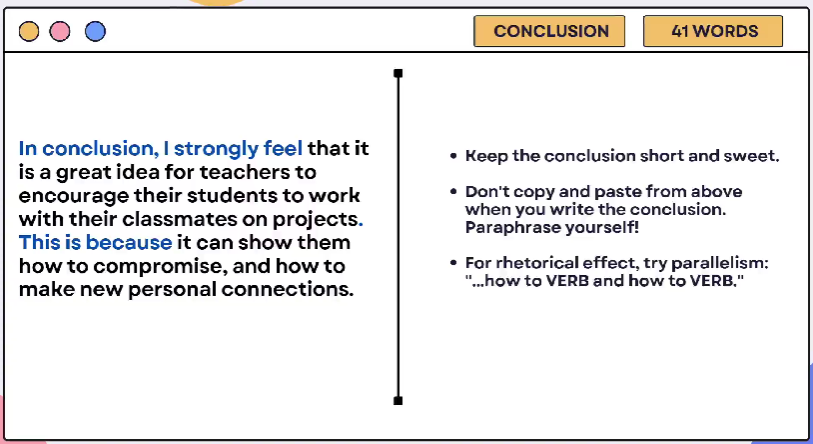 CONCLUSION
41 WORDS
In conclusion, I strongly feel that it
is a great idea for teachers to
encourage their students to work
with their classmates on projects.
This is because it can show them
how to compromise, and how to
make new personal connections.
• Keep the conclusion short and sweet.
• Don't copy and paste from above
when you write the conclusion.
Paraphrase yourself!
• For rhetorical effect, try parallelism:
"...how to VERB and how to VERB."